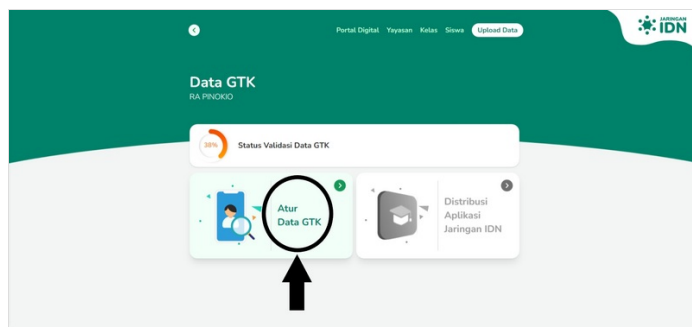 JARINGAN
IDN
Portal Digital Yayasan Kelas Siswa Upload Data
Data GTK
RA PINOKIO
38% Status Validasi Data GTK
Atur
Data GTK
Distribusi
Aplikasi
Jaringan IDN